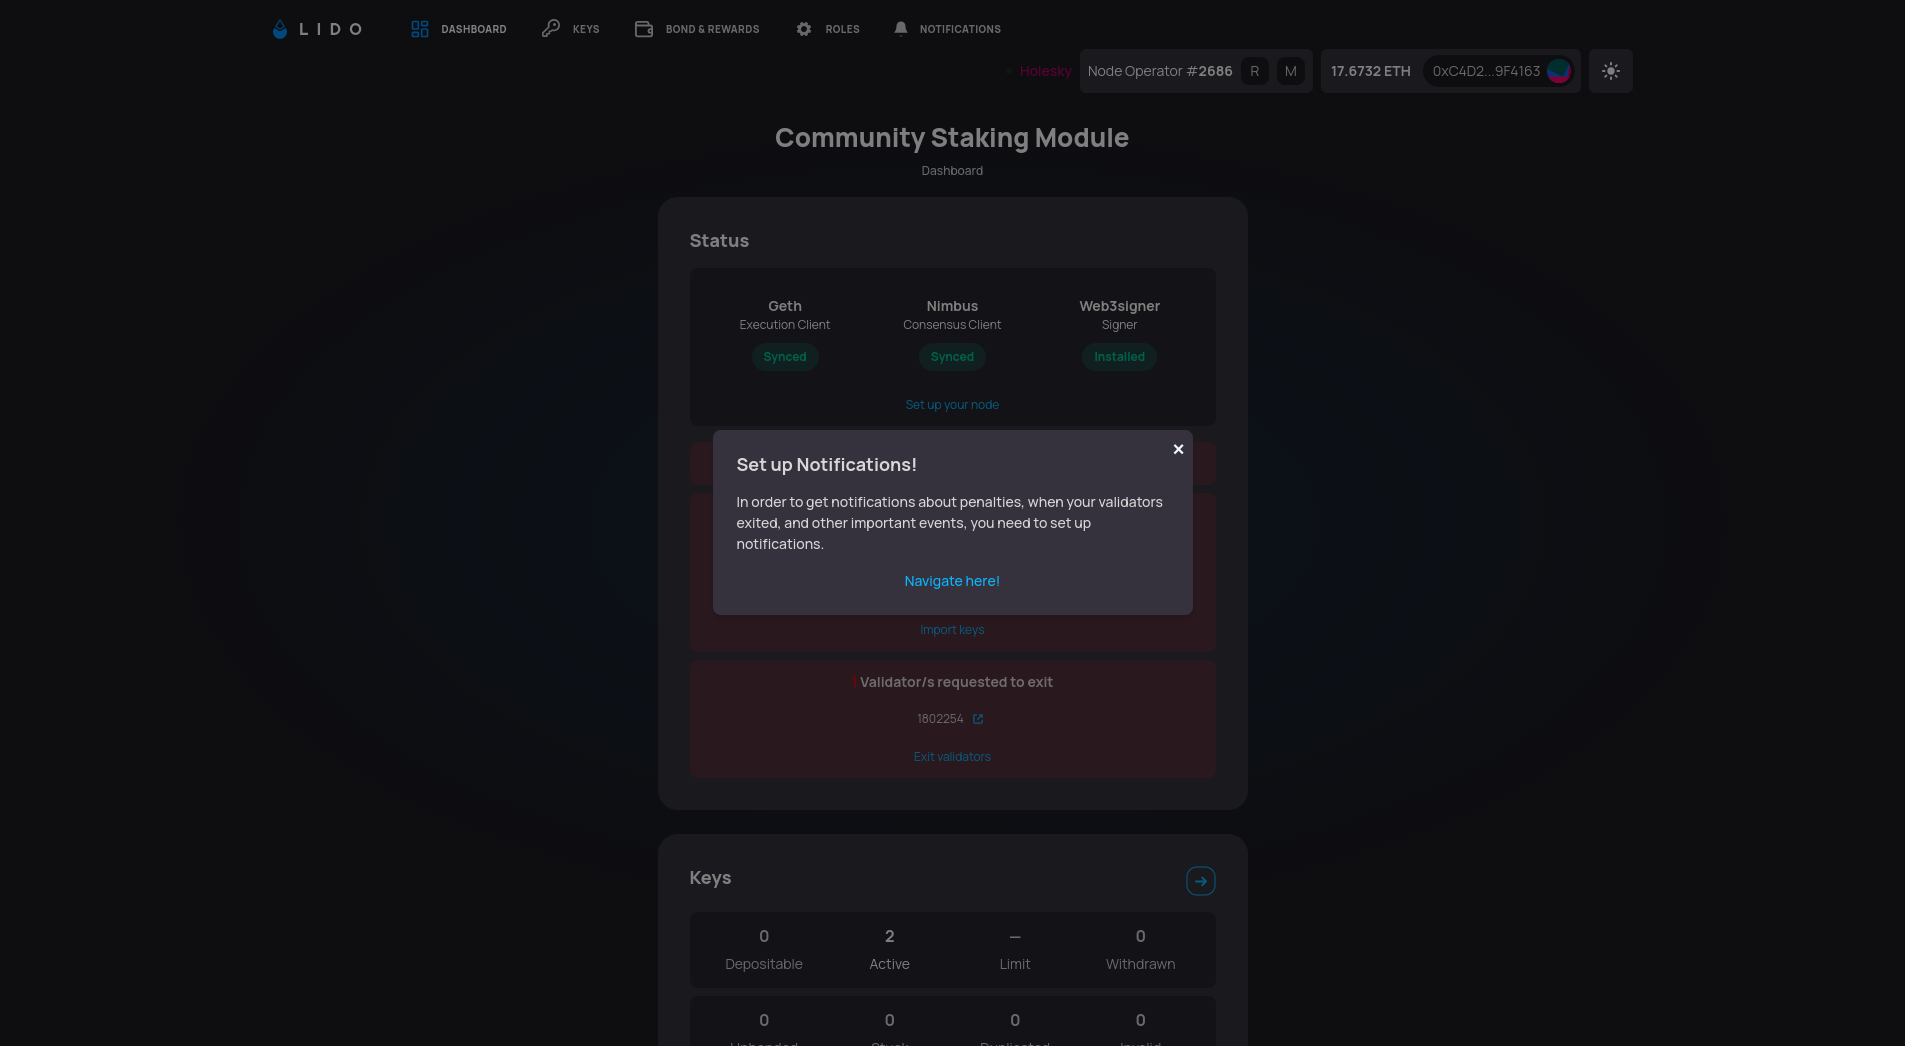 LIDO
DASHBOARD
KEYS
BOND & REWARDS
ROLES
NOTIFICATIONS
Holesky
Node Operator #2686
R
M
17.6732 ETH
0xC4D2...9F4163
Community Staking Module
Dashboard
Status
Geth
Execution Client
Synced
Nimbus
Consensus Client
Synced
Web3signer
Signer
Installed
Set up your node
Set up Notifications!
In order to get notifications about penalties, when your validators
exited, and other important events, you need to set up
notifications.
Navigate here!
Import keys
1 Validator/s requested to exit
1802254
Exit validators
Keys
0
Depositable
2
Active
—
Limit
0
Withdrawn
0
0
0
0